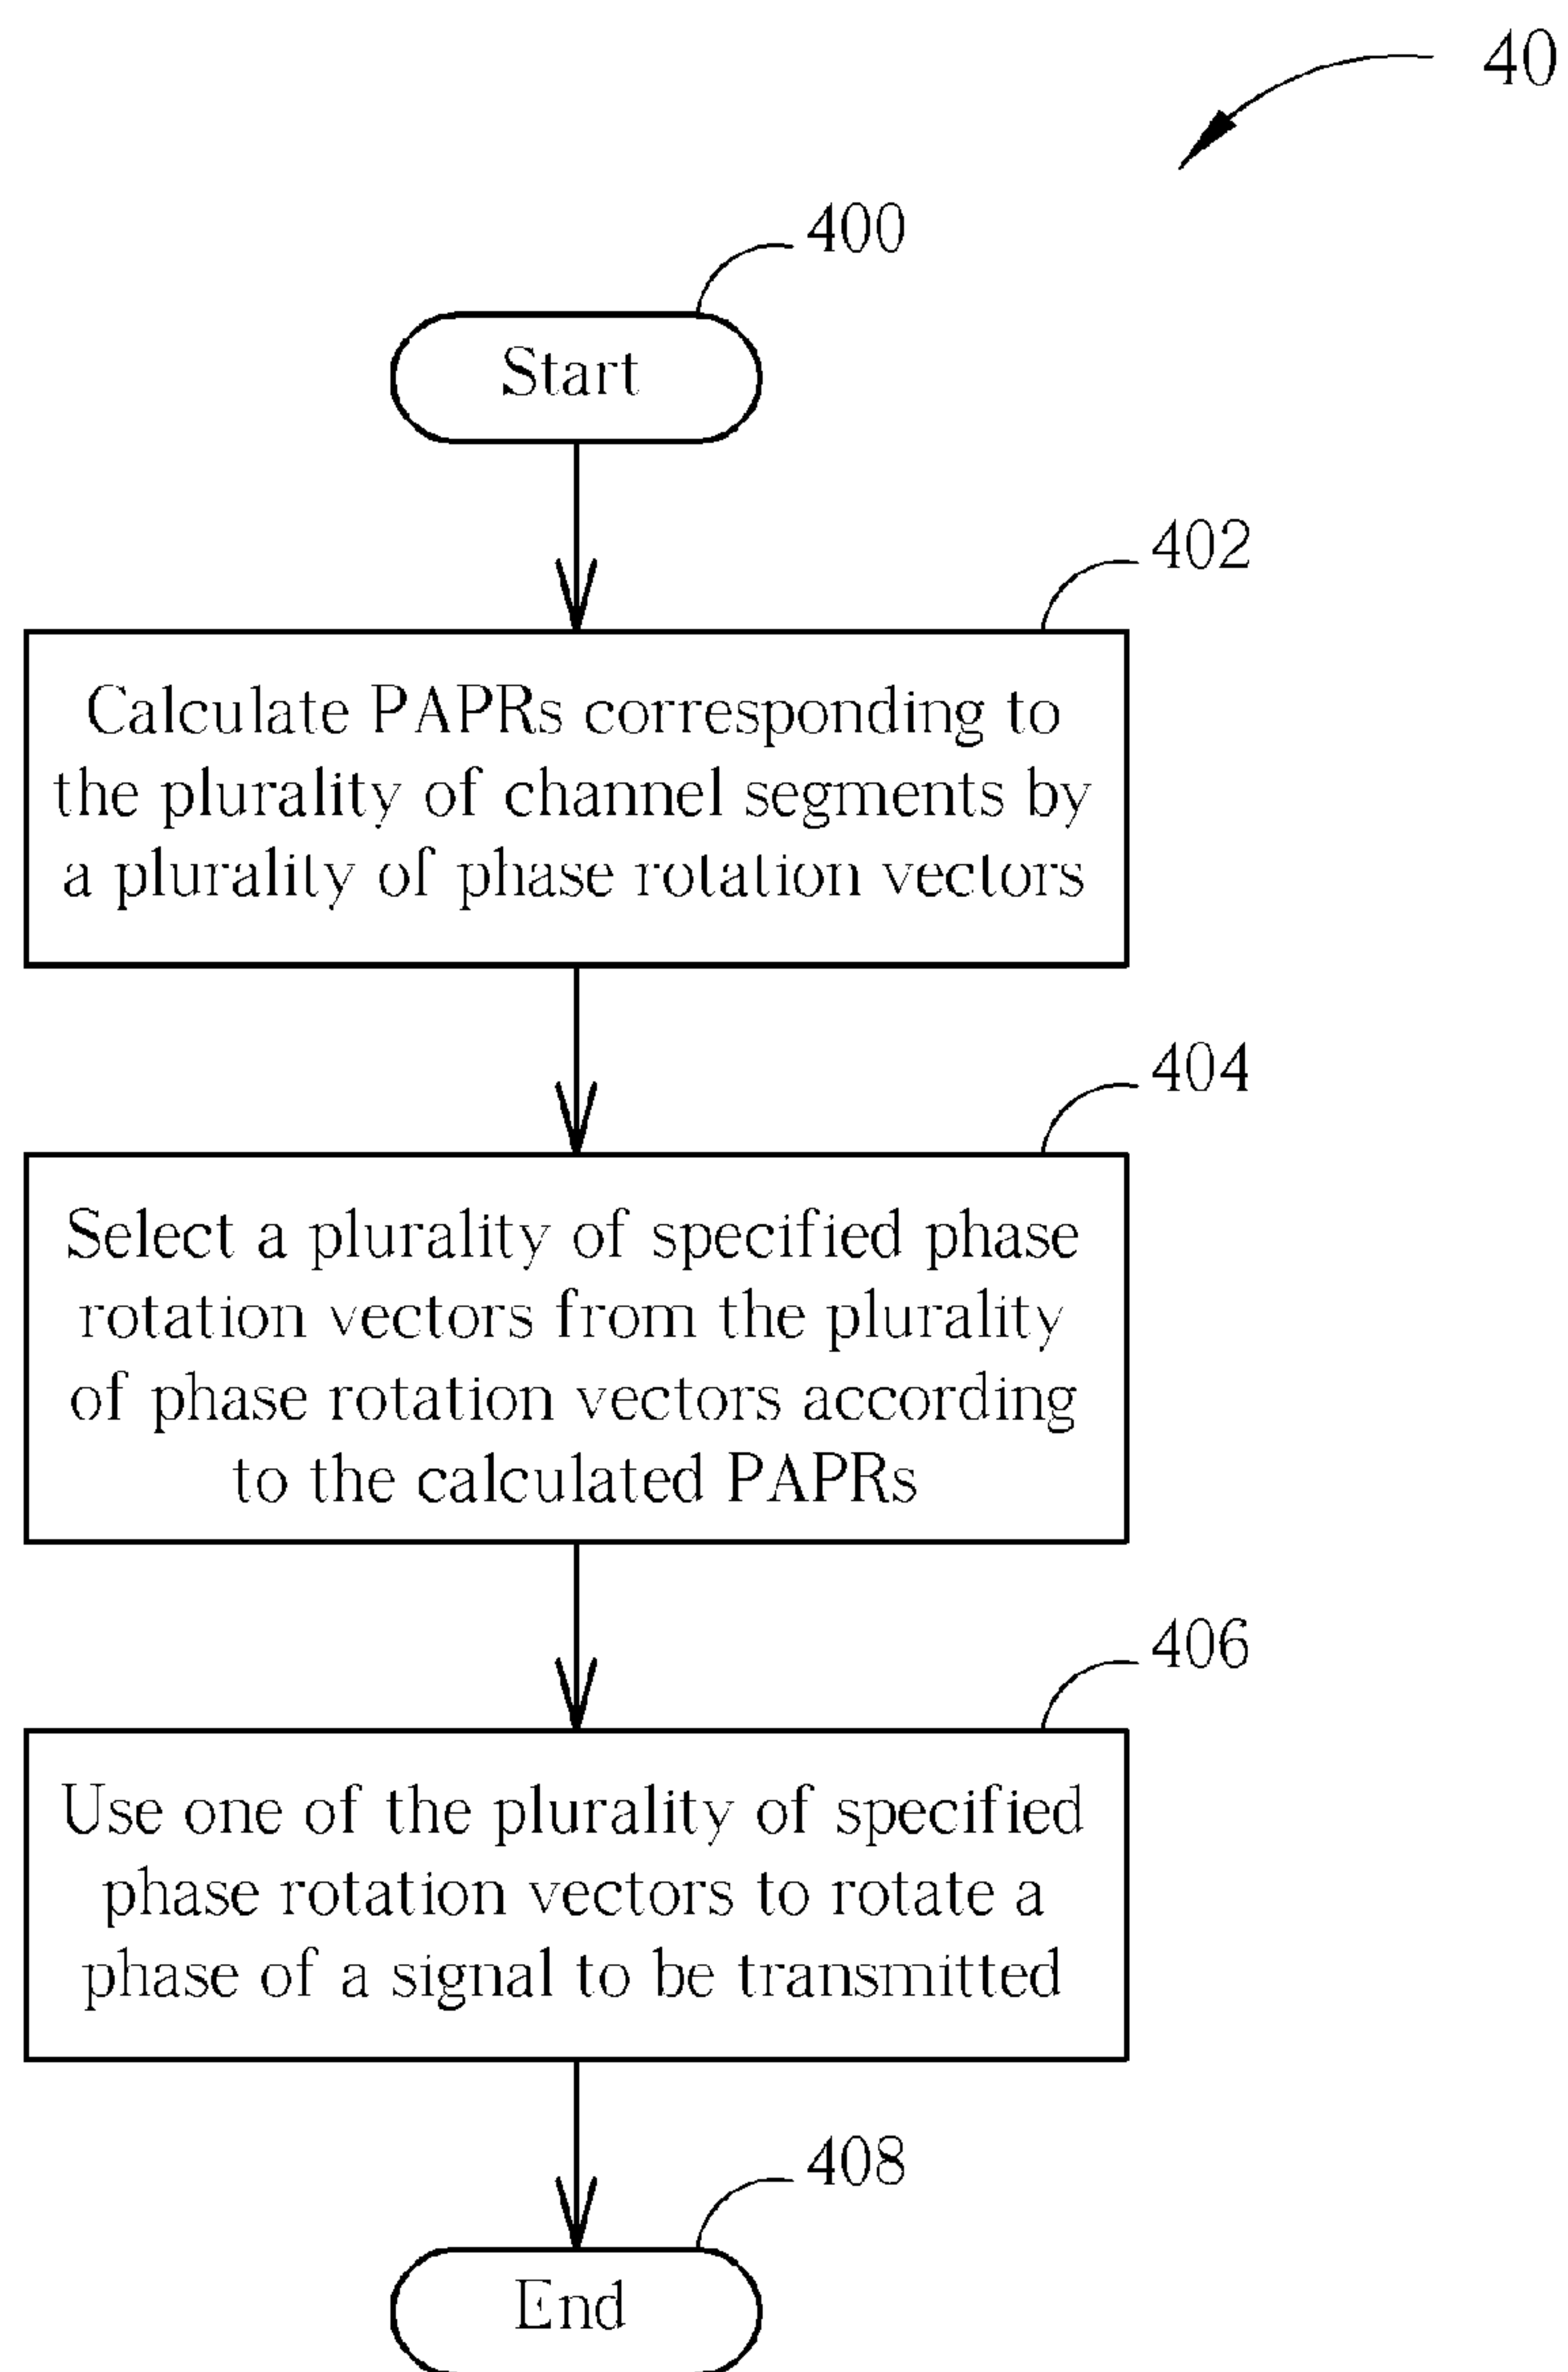 40
400
Start
402
Calculate PAPRs corresponding to
the plurality of channel segments by
a plurality of phase rotation vectors
404
Select a plurality of specified phase
rotation vectors from the plurality
of phase rotation vectors according
to the calculated PAPRs
406
Use one of the plurality of specified
phase rotation vectors to rotate a
phase of a signal to be transmitted
408
End